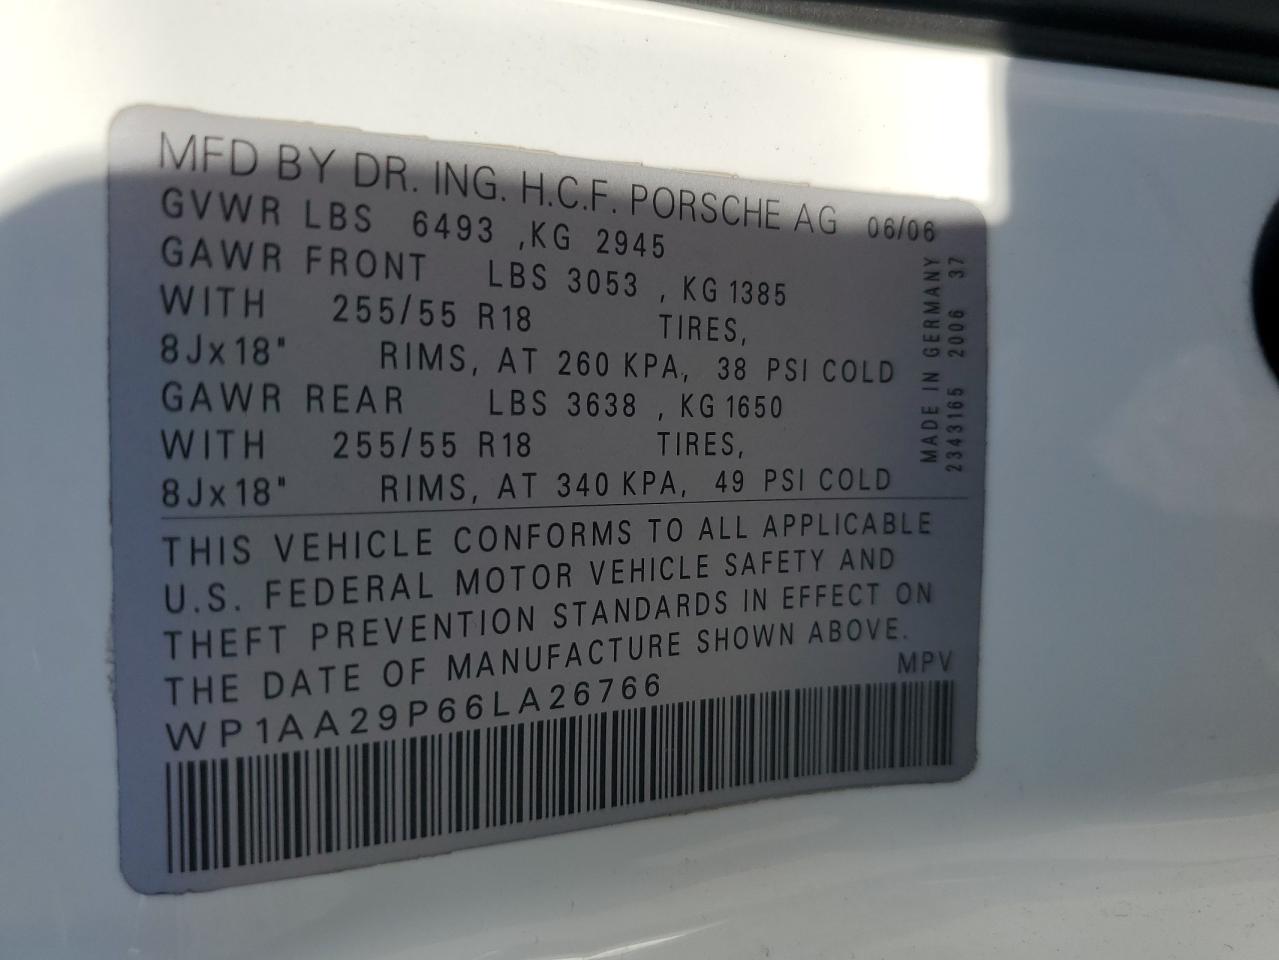 MFD BY DR. ING. H.C.F. PORSCHE AG 06/06
GVWR LBS 6493 ,KG 2945
GAWR FRONT LBS 3053 , KG 1385
WITH 255/55 R18 TIRES,
8Jx18" RIMS, AT 260 KPA, 38 PSI COLD
GAWR REAR LBS 3638 , KG 1650
WITH 255/55 R18 TIRES,
8Jx18" RIMS, AT 340 KPA, 49 PSI COLD
MADE IN GERMANY
2343165 2006 37
THIS VEHICLE CONFORMS TO ALL APPLICABLE
U.S. FEDERAL MOTOR VEHICLE SAFETY AND
THEFT PREVENTION STANDARDS IN EFFECT ON
THE DATE OF MANUFACTURE SHOWN ABOVE.
WP1AA29P66LA26766 MPV